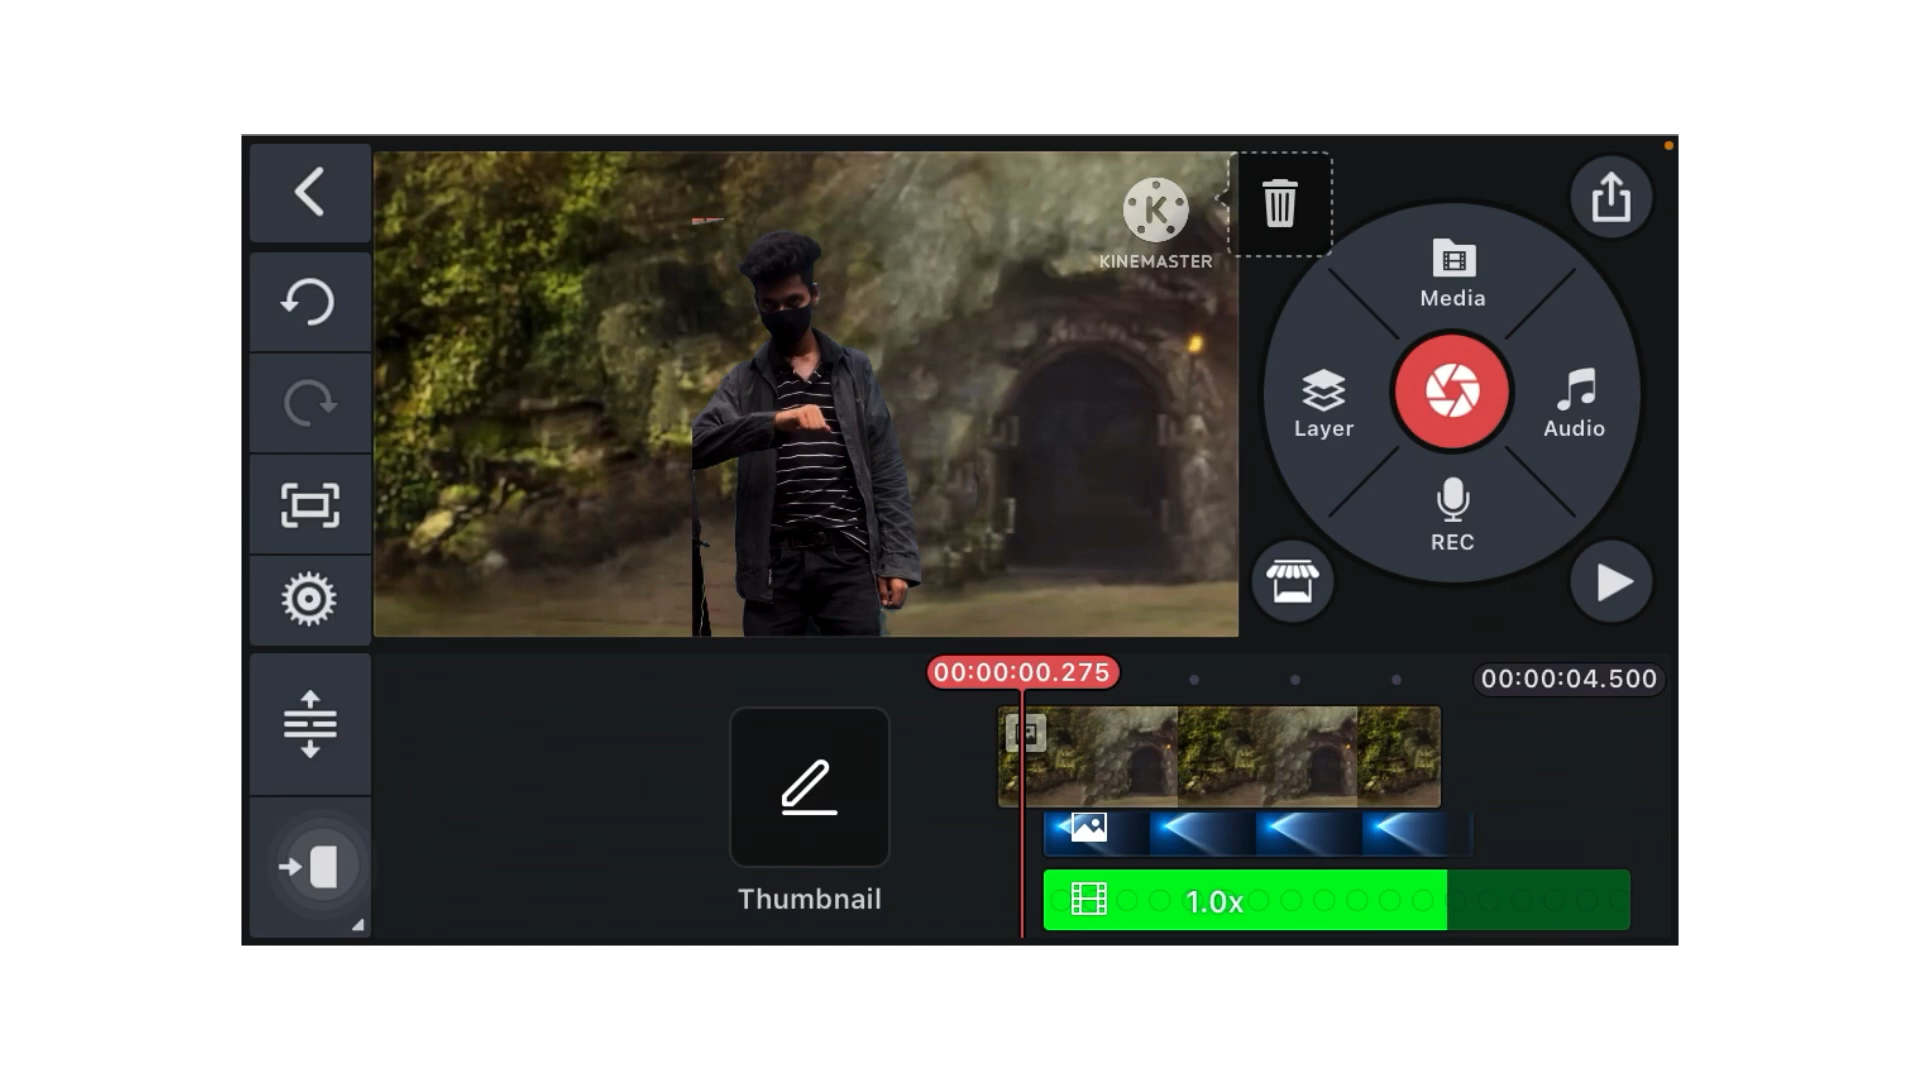 KINEMASTER
Media
Layer
Audio
REC
00:00:00.275
00:00:04.500
Thumbnail
1.0x